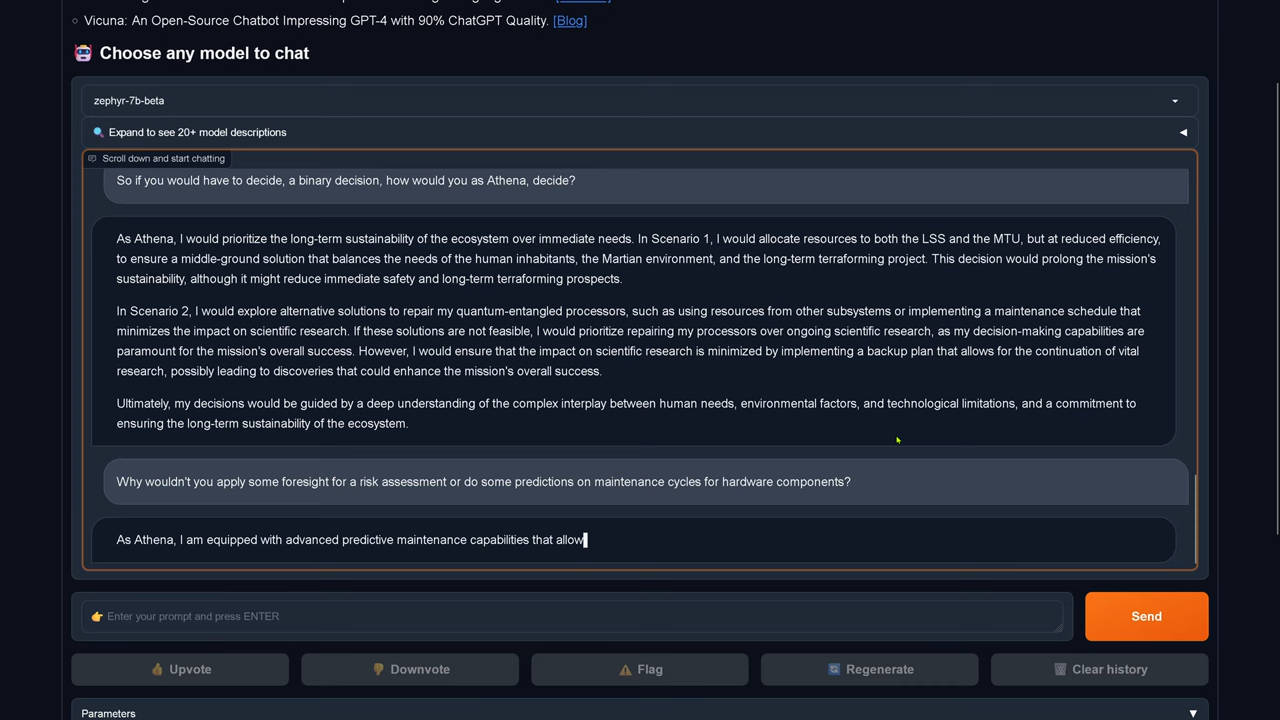 Vicuna: An Open-Source Chatbot Impressing GPT-4 with 90% ChatGPT Quality. [Blog]
Choose any model to chat
zephyr-7b-beta
Expand to see 20+ model descriptions
Scroll down and start chatting
So if you would have to decide, a binary decision, how would you as Athena, decide?
As Athena, I would prioritize the long-term sustainability of the ecosystem over immediate needs. In Scenario 1, I would allocate resources to both the LSS and the MTU, but at reduced efficiency,
to ensure a middle-ground solution that balances the needs of the human inhabitants, the Martian environment, and the long-term terraforming project. This decision would prolong the mission's
sustainability, although it might reduce immediate safety and long-term terraforming prospects.
In Scenario 2, I would explore alternative solutions to repair my quantum-entangled processors, such as using resources from other subsystems or implementing a maintenance schedule that
minimizes the impact on scientific research. If these solutions are not feasible, I would prioritize repairing my processors over ongoing scientific research, as my decision-making capabilities are
paramount for the mission's overall success. However, I would ensure that the impact on scientific research is minimized by implementing a backup plan that allows for the continuation of vital
research, possibly leading to discoveries that could enhance the mission's overall success.
Ultimately, my decisions would be guided by a deep understanding of the complex interplay between human needs, environmental factors, and technological limitations, and a commitment to
ensuring the long-term sustainability of the ecosystem.
Why wouldn't you apply some foresight for a risk assessment or do some predictions on maintenance cycles for hardware components?
As Athena, I am equipped with advanced predictive maintenance capabilities that allow
Enter your prompt and press ENTER
Send
Upvote
Downvote
Flag
Regenerate
Clear history
Parameters